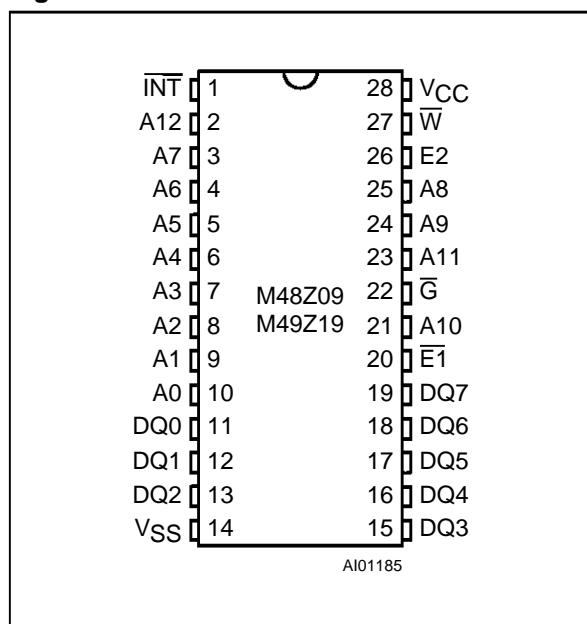 I̅N̅T̅ 1 28 VCC
A12 2 27 W̅
A7 3 26 E2
A6 4 25 A8
A5 5 24 A9
A4 6 23 A11
A3 7 M48Z09 22 G̅
A2 8 M49Z19 21 A10
A1 9 20 E̅1̅
A0 10 19 DQ7
DQ0 11 18 DQ6
DQ1 12 17 DQ5
DQ2 13 16 DQ4
VSS 14 15 DQ3
AI01185